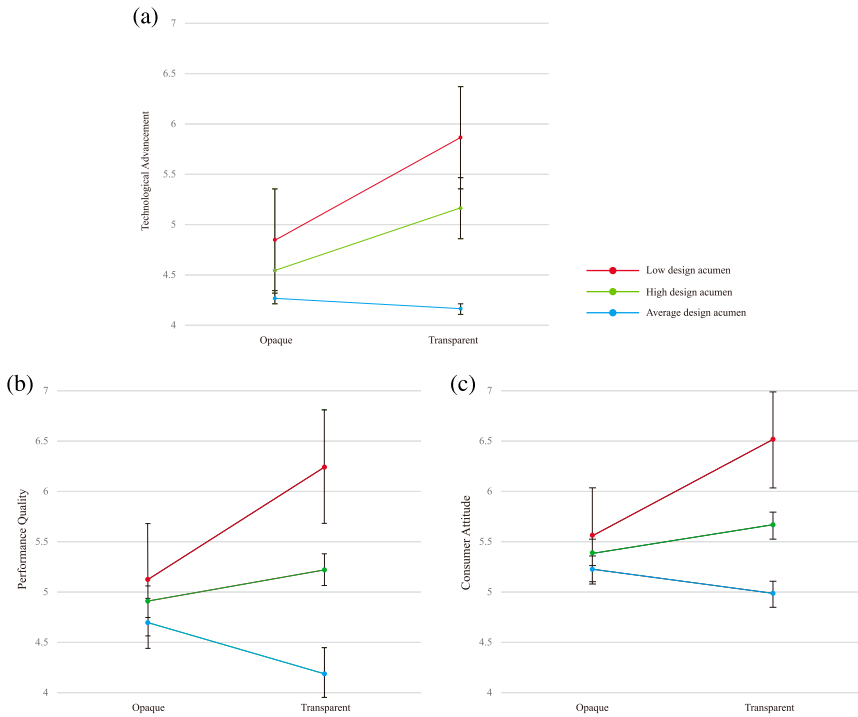 (a)
7
6.5
6
5.5
5
4.5
4
Technological Advancement
Opaque
Transparent
Low design acumen
High design acumen
Average design acumen
(b)
7
6.5
6
5.5
5
4.5
4
Performance Quality
Opaque
Transparent
(c)
7
6.5
6
5.5
5
4.5
4
Consumer Attitude
Opaque
Transparent